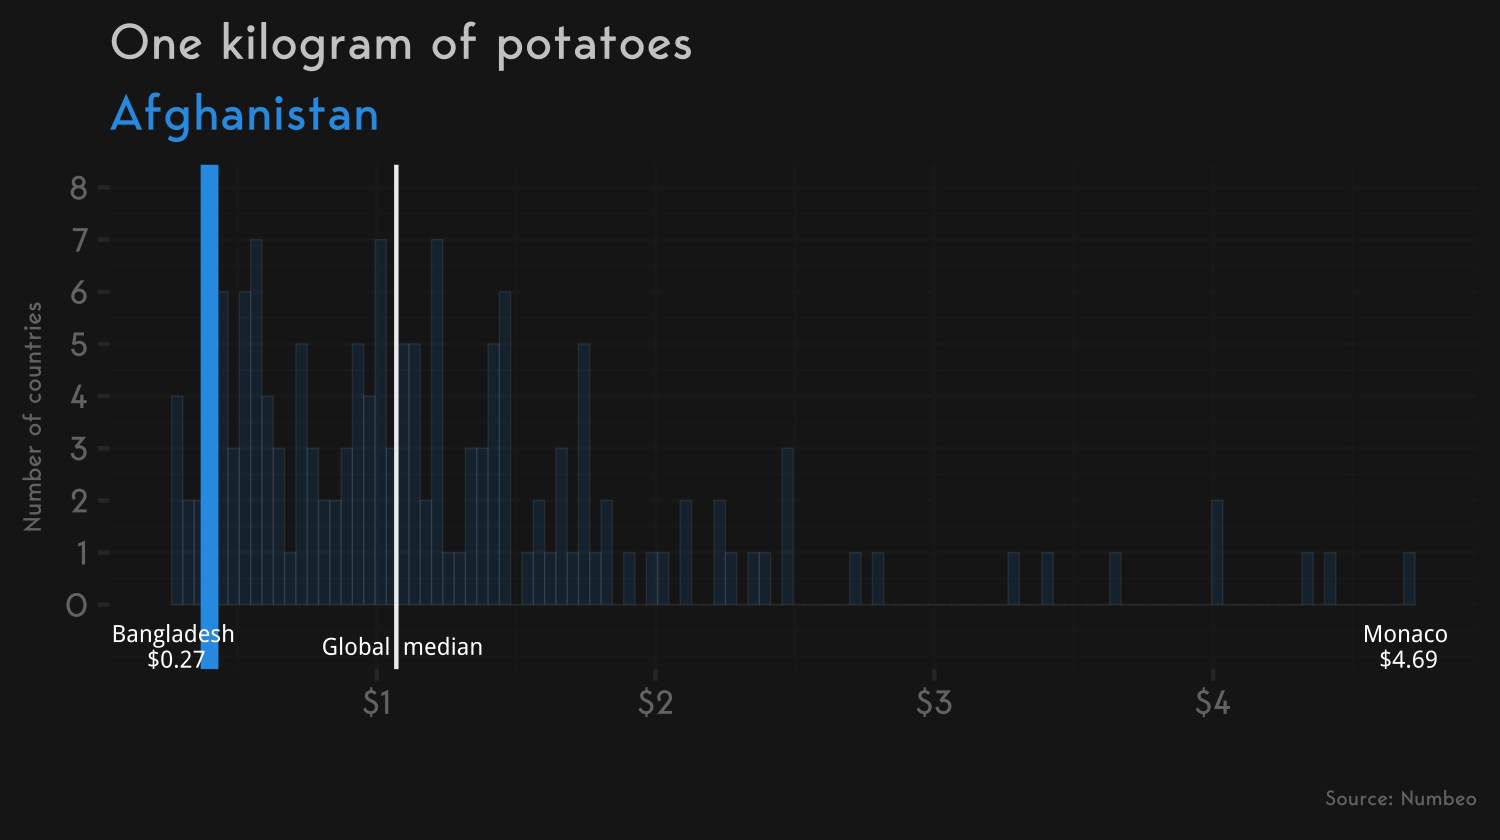 One kilogram of potatoes
Afghanistan
Number of countries
8
7
6
5
4
3
2
1
0
Bangladesh
$0.27
Global median
Monaco
$4.69
$1
$2
$3
$4
Source: Numbeo